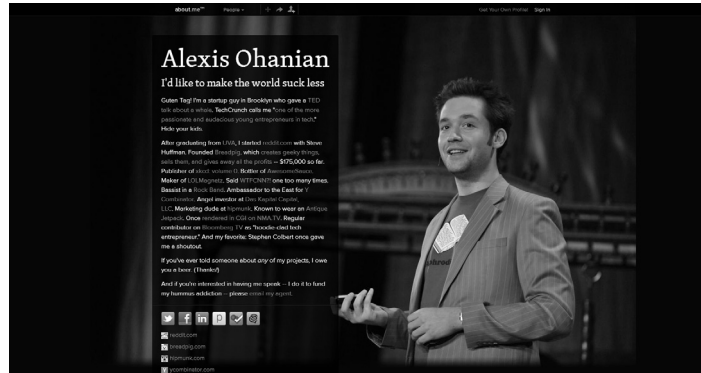 about.me
People
Get Your Own Profile! Sign In
Alexis Ohanian
I'd like to make the world suck less
Guten Tag! I'm a startup guy in Brooklyn who gave a TED
talk about a whale. TechCrunch calls me "one of the more
passionate and audacious young entrepreneurs in tech."
Hide your kids.
After graduating from UVA, I started reddit.com with Steve
Huffman. Founded Breadpig, which creates geeky things,
sells them, and gives away all the profits – $175,000 so far.
Publisher of xkcd: volume 0. Bottler of AwesomeSauce.
Maker of LOLMagnetz. Said WTFCNN?! one too many times.
Bassist in a Rock Band. Ambassador to the East for Y
Combinator. Angel investor at Das Kapital Capital,
LLC. Marketing dude at hipmunk. Known to wear an Antique
Jetpack. Once rendered in CGI on NMA.TV. Regular
contributor on Bloomberg TV as "hoodie-clad tech
entrepreneur." And my favorite: Stephen Colbert once gave
me a shoutout.
If you've ever told someone about any of my projects, I owe
you a beer. (Thanks!)
And if you're interested in having me speak – I do it to fund
my hummus addiction – please email my agent.
reddit.com
breadpig.com
hipmunk.com
ycombinator.com